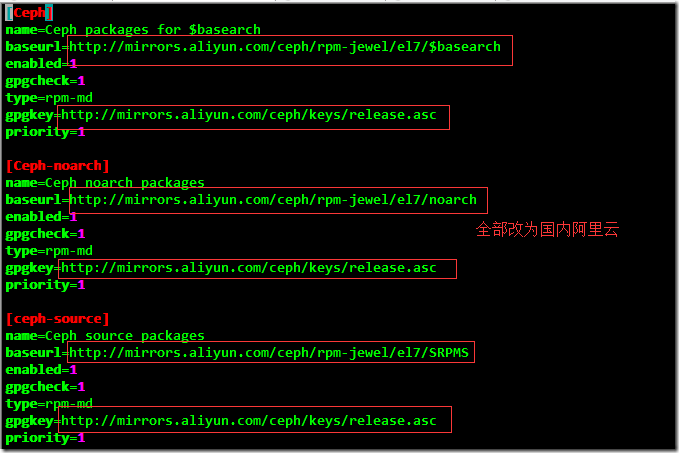 [Ceph]
name=Ceph packages for $basearch
baseurl=http://mirrors.aliyun.com/ceph/rpm-jewel/el7/$basearch
enabled=1
gpgcheck=1
type=rpm-md
gpgkey=http://mirrors.aliyun.com/ceph/keys/release.asc
priority=1
[Ceph-noarch]
name=Ceph noarch packages
baseurl=http://mirrors.aliyun.com/ceph/rpm-jewel/el7/noarch
enabled=1
全部改为国内阿里云
gpgcheck=1
type=rpm-md
gpgkey=http://mirrors.aliyun.com/ceph/keys/release.asc
priority=1
[ceph-source]
name=Ceph source packages
baseurl=http://mirrors.aliyun.com/ceph/rpm-jewel/el7/SRPMS
enabled=1
gpgcheck=1
type=rpm-md
gpgkey=http://mirrors.aliyun.com/ceph/keys/release.asc
priority=1